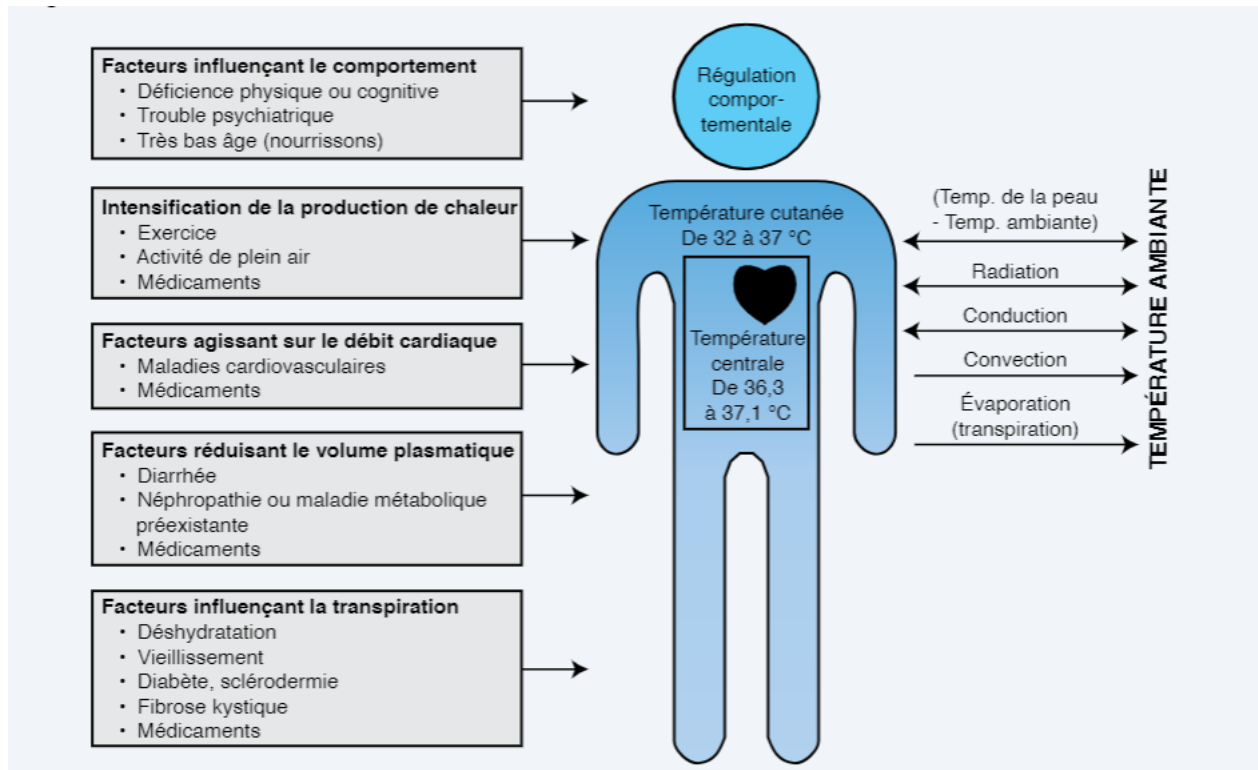 Facteurs influençant le comportement
• Déficience physique ou cognitive
• Trouble psychiatrique
• Très bas âge (nourrissons)
Intensification de la production de chaleur
• Exercice
• Activité de plein air
• Médicaments
Facteurs agissant sur le débit cardiaque
• Maladies cardiovasculaires
• Médicaments
Facteurs réduisant le volume plasmatique
• Diarrhée
• Néphropathie ou maladie métabolique
préexistante
• Médicaments
Facteurs influençant la transpiration
• Déshydratation
• Vieillissement
• Diabète, sclérodermie
• Fibrose kystique
• Médicaments
Régulation
compor-
tementale
Température cutanée
De 32 à 37 °C
Température
centrale
De 36,3
à 37,1 °C
(Temp. de la peau
- Temp. ambiante)
Radiation
Conduction
Convection
Évaporation
(transpiration)
TEMPÉRATURE AMBIANTE